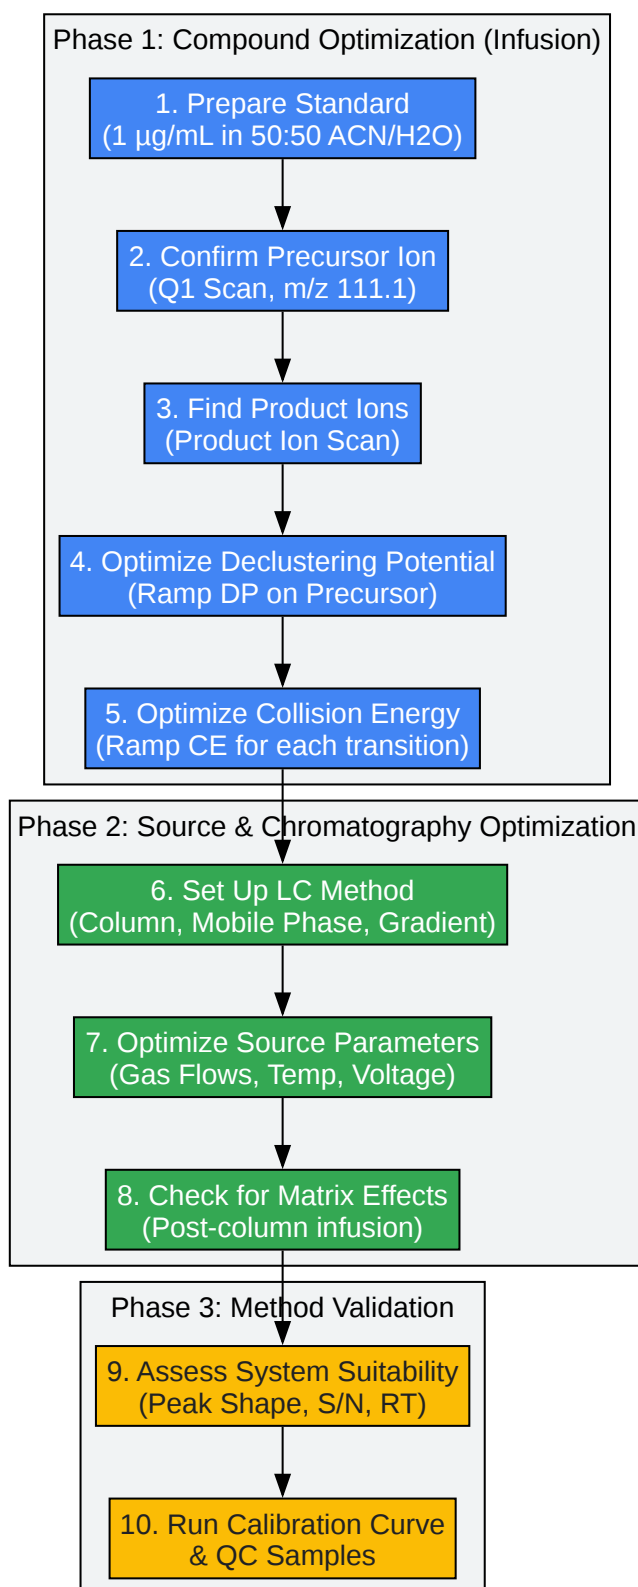 Phase 1: Compound Optimization (Infusion)
1. Prepare Standard
(1 µg/mL in 50:50 ACN/H2O)
2. Confirm Precursor Ion
(Q1 Scan, m/z 111.1)
3. Find Product Ions
(Product Ion Scan)
4. Optimize Declustering Potential
(Ramp DP on Precursor)
5. Optimize Collision Energy
(Ramp CE for each transition)
Phase 2: Source & Chromatography Optimization
6. Set Up LC Method
(Column, Mobile Phase, Gradient)
7. Optimize Source Parameters
(Gas Flows, Temp, Voltage)
8. Check for Matrix Effects
(Post-column infusion)
Phase 3: Method Validation
9. Assess System Suitability
(Peak Shape, S/N, RT)
10. Run Calibration Curve
& QC Samples